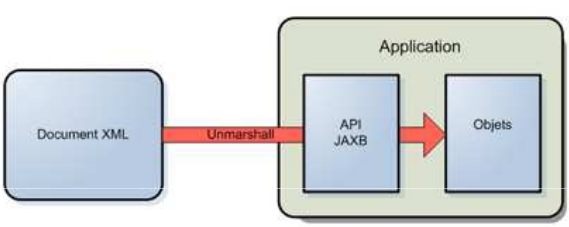 Application
Document XML
Unmarshall
API
JAXB
Objets